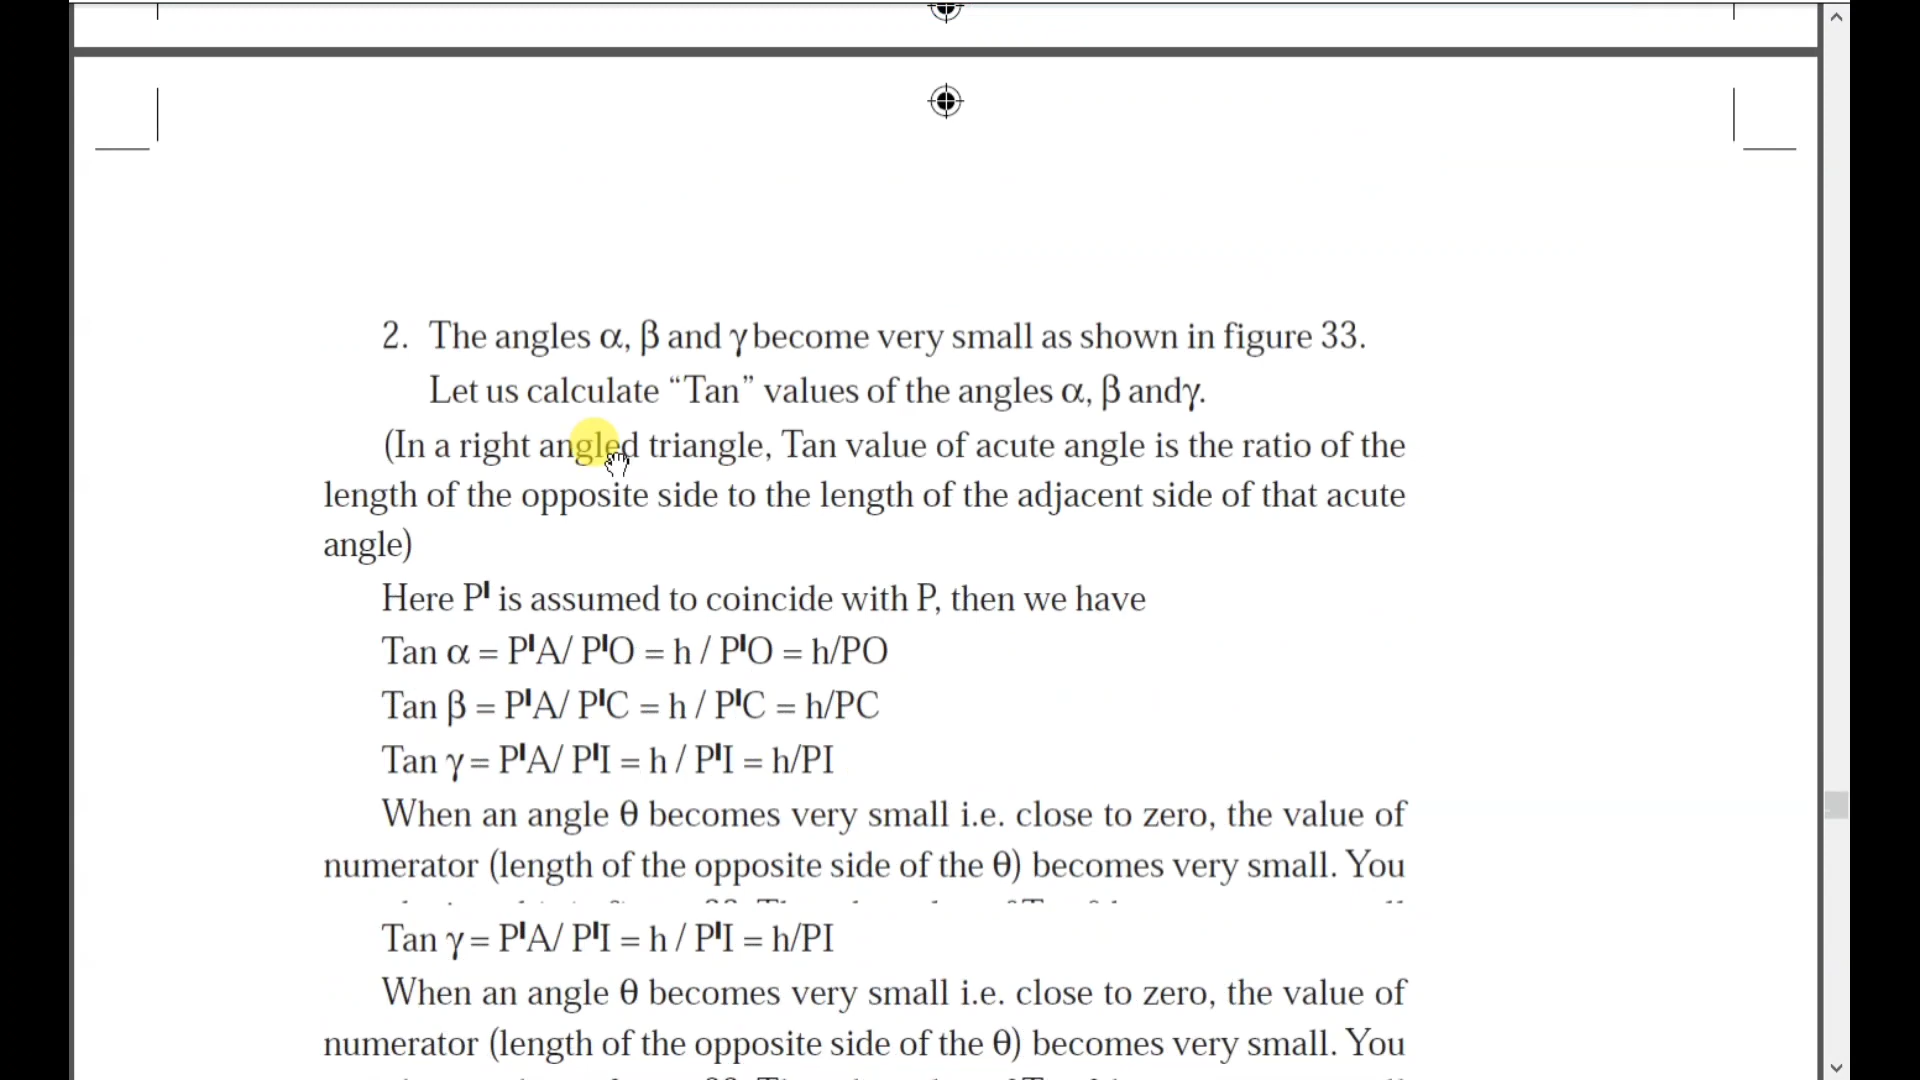 2. The angles α, β and γ become very small as shown in figure 33.
Let us calculate “Tan” values of the angles α, β andγ.
(In a right angled triangle, Tan value of acute angle is the ratio of the
length of the opposite side to the length of the adjacent side of that acute
angle)
Here Pᴵ is assumed to coincide with P, then we have
Tan α = PᴵA/ PᴵO = h / PᴵO = h/PO
Tan β = PᴵA/ PᴵC = h / PᴵC = h/PC
Tan γ = PᴵA/ PᴵI = h / PᴵI = h/PI
When an angle θ becomes very small i.e. close to zero, the value of
numerator (length of the opposite side of the θ) becomes very small. You
Tan γ = PᴵA/ PᴵI = h / PᴵI = h/PI
When an angle θ becomes very small i.e. close to zero, the value of
numerator (length of the opposite side of the θ) becomes very small. You